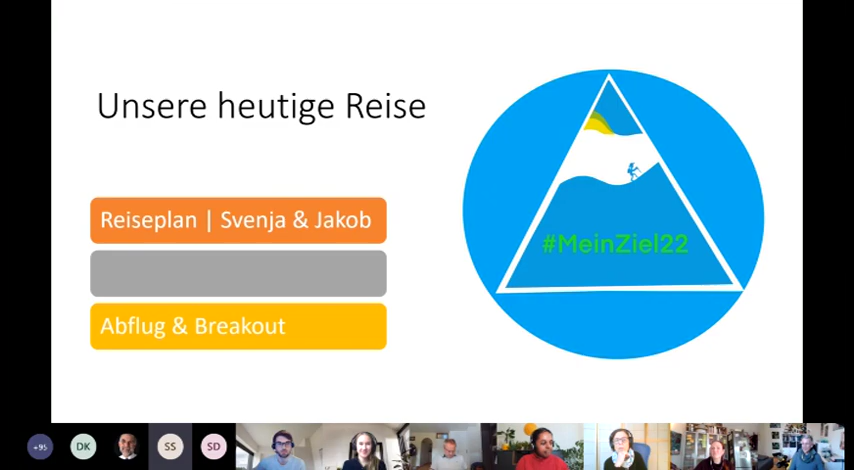 Unsere heutige Reise
Reiseplan | Svenja & Jakob
Abflug & Breakout
#MeinZiel22
+95
DK
SS
SD